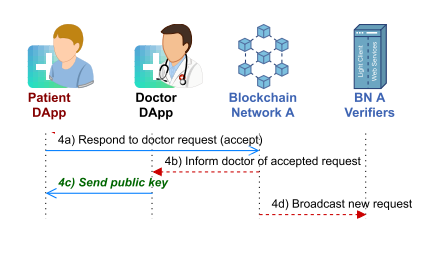 Light Client
Web Services
Patient
DApp
Doctor
DApp
Blockchain
Network A
BN A
Verifiers
4a) Respond to doctor request (accept)
4b) Inform doctor of accepted request
4c) Send public key
4d) Broadcast new request